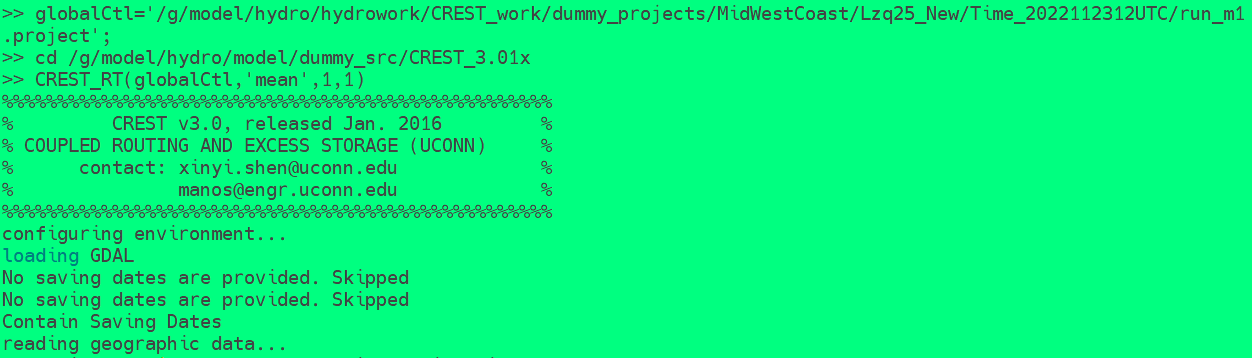 >> globalCtl='/g/model/hydro/hydrowork/CREST_work/dummy_projects/MidWestCoast/Lzq25_New/Time_2022112312UTC/run_m1
.project';
>> cd /g/model/hydro/model/dummy_src/CREST_3.01x
>> CREST_RT(globalCtl,'mean',1,1)
%%%%%%%%%%%%%%%%%%%%%%%%%%%%%%%%%%%%%%%%%%%%%%%%%%
%         CREST v3.0, released Jan. 2016         %
% COUPLED ROUTING AND EXCESS STORAGE (UCONN)     %
%      contact: xinyi.shen@uconn.edu             %
%               manos@engr.uconn.edu             %
%%%%%%%%%%%%%%%%%%%%%%%%%%%%%%%%%%%%%%%%%%%%%%%%%%
configuring environment...
loading GDAL
No saving dates are provided. Skipped
No saving dates are provided. Skipped
Contain Saving Dates
reading geographic data...